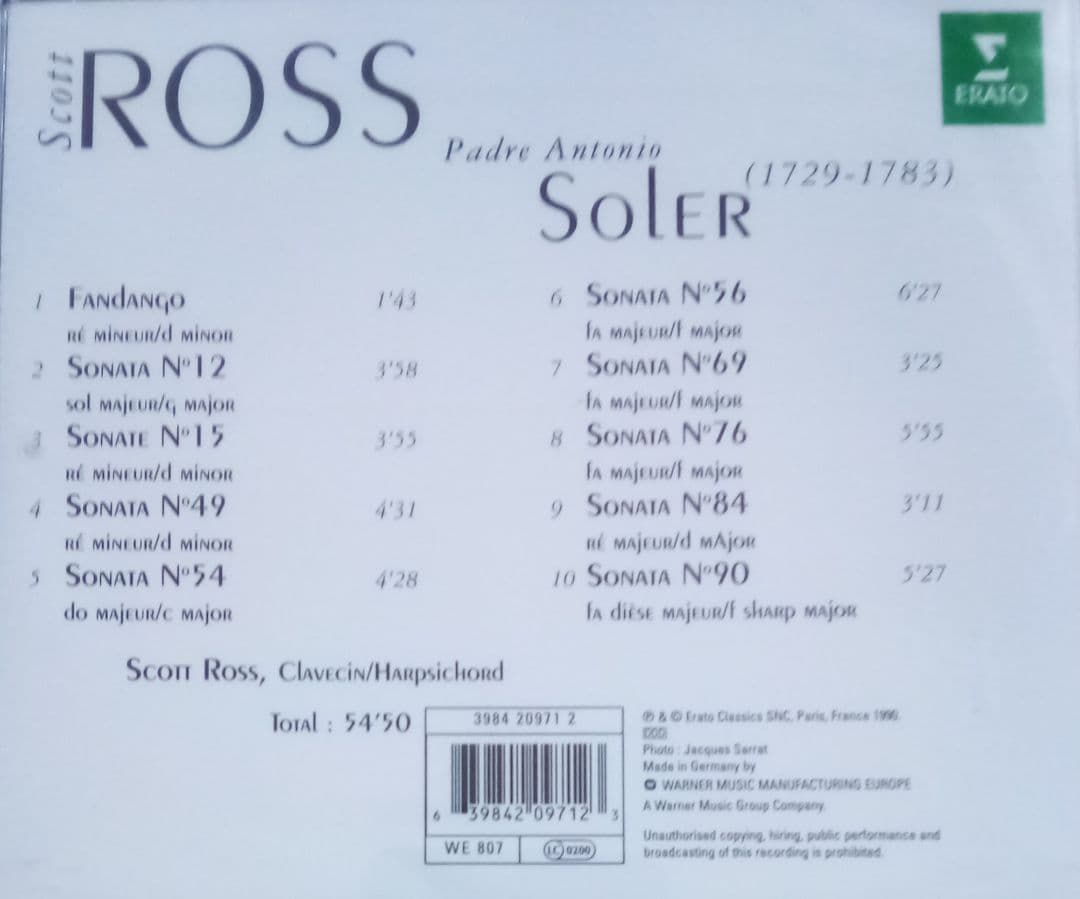 Scott ROSS
ERATO
Padre Antonio
Soler (1729-1783)
1 Fandango 1'43
ré mineur/d minor
2 Sonata N°12 3'58
sol majeur/g major
3 Sonate N°15 3'55
ré mineur/d minor
4 Sonata N°49 4'31
ré mineur/d minor
5 Sonata N°54 4'28
do majeur/c major
6 Sonata N°56 6'27
fa majeur/f major
7 Sonata N°69 3'25
fa majeur/f major
8 Sonata N°76 5'55
fa majeur/f major
9 Sonata N°84 3'11
ré majeur/d mAjor
10 Sonata N°90 5'27
fa dièse majeur/f sharp major
Scott Ross, Clavecin/Harpsichord
Total : 54'50
3984 20971 2
6 39842 09712 3
WE 807
LC 0200
℗ & © Erato Classics SNC, Paris, France
DDD
Photo : Jacques Sarrat
Made in Germany by
WARNER MUSIC MANUFACTURING EUROPE
A Warner Music Group Company.
Unauthorised copying, hiring, public performance and
broadcasting of this recording is prohibited.